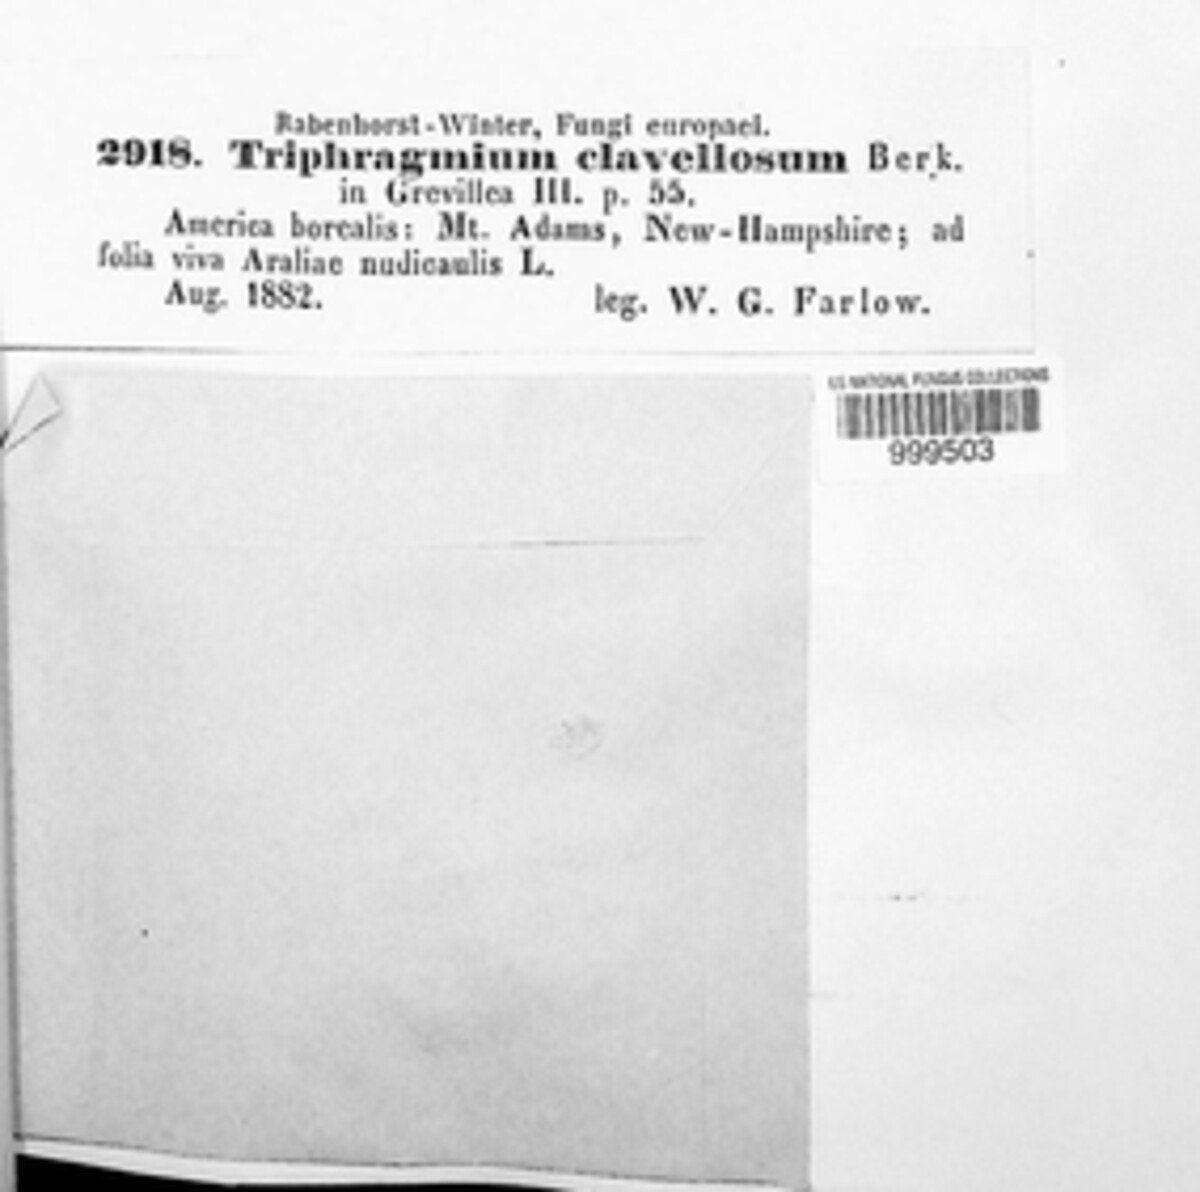 Rabenhorst-Winter, Fungi europaei.
2918. Triphragmium clavellosum Berk.
in Grevillea III. p. 55.
America borealis: Mt. Adams, New-Hampshire; ad
folia viva Araliae nudicaulis L.
Aug. 1882. leg. W. G. Farlow.
US NATIONAL FUNGUS COLLECTIONS
999503